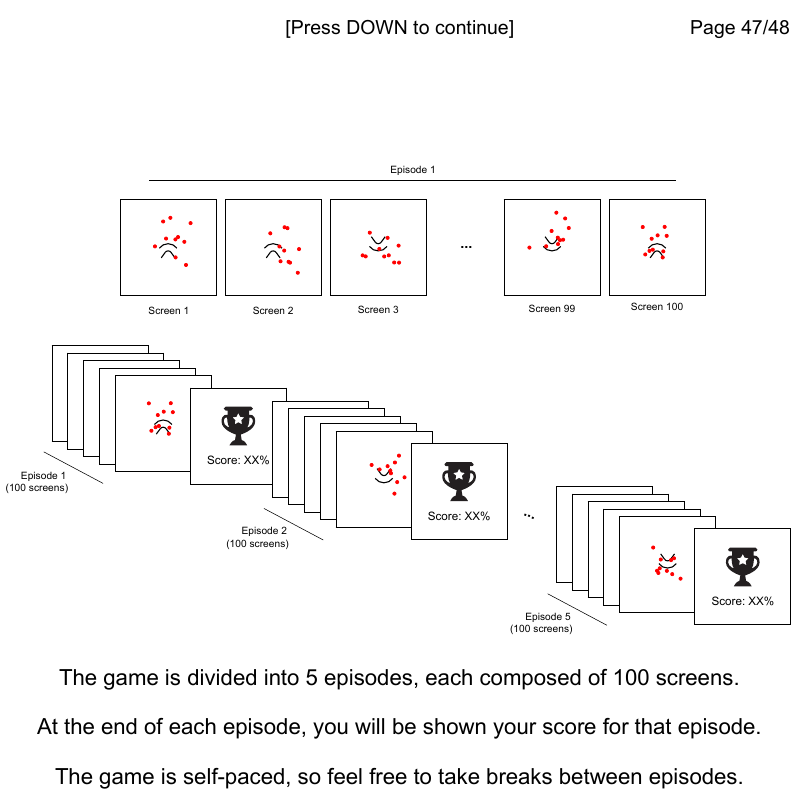 [Press DOWN to continue]
Page 47/48
Episode 1
...
Screen 1
Screen 2
Screen 3
Screen 99
Screen 100
Score: XX%
Episode 1
(100 screens)
Score: XX%
Episode 2
(100 screens)
...
Score: XX%
Episode 5
(100 screens)
The game is divided into 5 episodes, each composed of 100 screens.
At the end of each episode, you will be shown your score for that episode.
The game is self-paced, so feel free to take breaks between episodes.